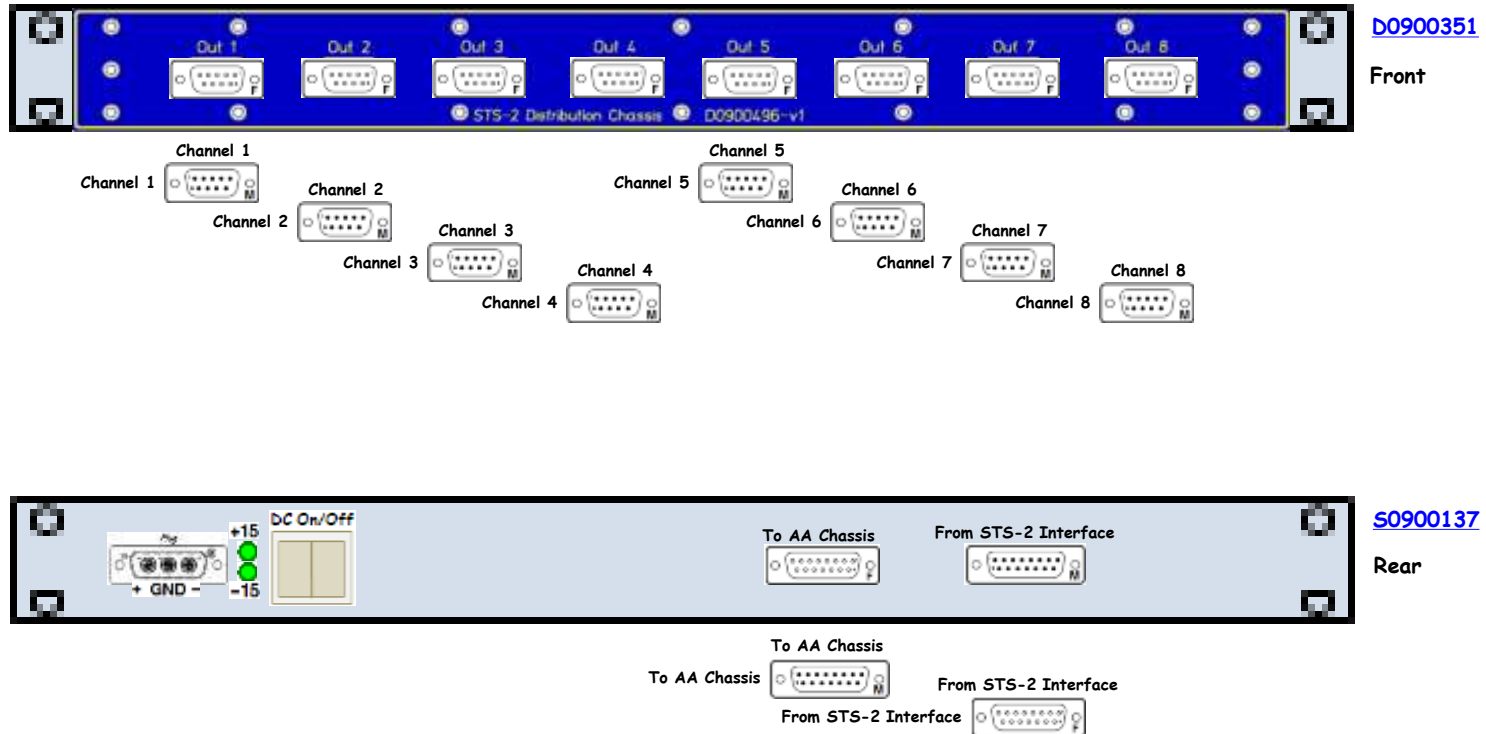 D0900351
Front
Out 1 Out 2 Out 3 Out 4 Out 5 Out 6 Out 7 Out 8
F F F F F F F F
STS-2 Distribution Chassis D0900496-v1
Channel 1
Channel 1
M
Channel 2
Channel 2
M
Channel 3
Channel 3
M
Channel 4
Channel 4
M
Channel 5
Channel 5
M
Channel 6
Channel 6
M
Channel 7
Channel 7
M
Channel 8
Channel 8
M
S0900137
Rear
+15
-15
+ GND -
DC On/Off
To AA Chassis
F
From STS-2 Interface
M
To AA Chassis
To AA Chassis
M
From STS-2 Interface
From STS-2 Interface
F